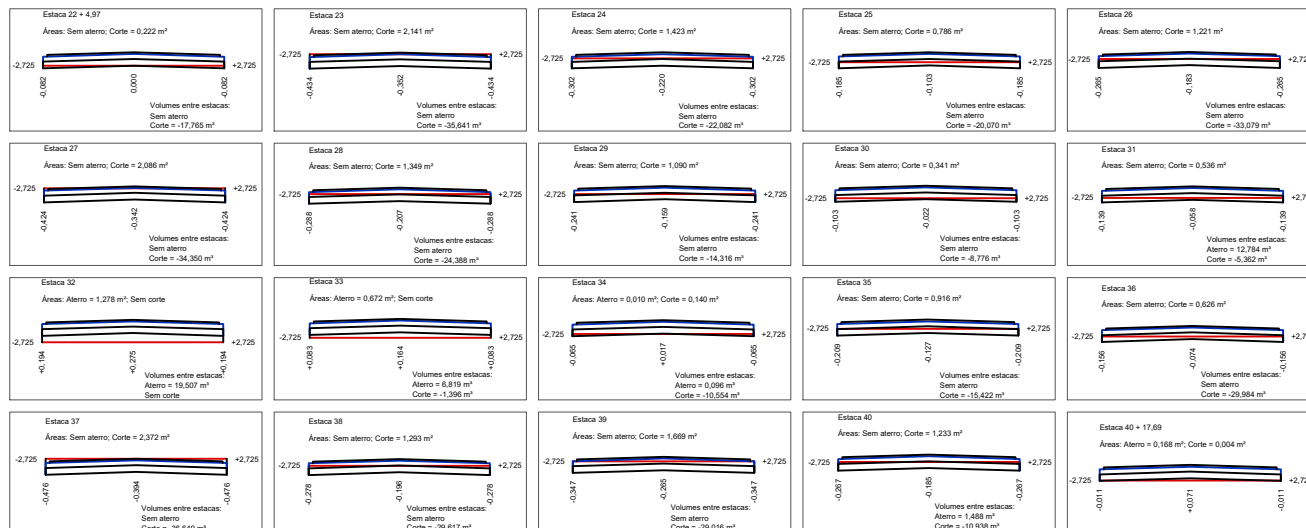 Estaca 22 + 4,97
Áreas: Sem aterro; Corte = 0,222 m²
-2,725
+2,725
-0,082
0,000
-0,082
Volumes entre estacas:
Sem aterro
Corte = -17,765 m³
Estaca 23
Áreas: Sem aterro; Corte = 2,141 m²
-2,725
+2,725
-0,434
-0,352
-0,434
Volumes entre estacas:
Sem aterro
Corte = -35,641 m³
Estaca 24
Áreas: Sem aterro; Corte = 1,423 m²
-2,725
+2,725
-0,302
-0,220
-0,302
Volumes entre estacas:
Sem aterro
Corte = -22,082 m³
Estaca 25
Áreas: Sem aterro; Corte = 0,786 m²
-2,725
+2,725
-0,185
-0,103
-0,185
Volumes entre estacas:
Sem aterro
Corte = -20,070 m³
Estaca 26
Áreas: Sem aterro; Corte = 1,221 m²
-2,725
-0,265
-0,183
-0,265
Volumes entre estacas:
Sem aterro
Corte = -33,079 m³
Estaca 27
Áreas: Sem aterro; Corte = 2,086 m²
-2,725
+2,725
-0,424
-0,342
-0,424
Volumes entre estacas:
Sem aterro
Corte = -34,350 m³
Estaca 28
Áreas: Sem aterro; Corte = 1,349 m²
-2,725
+2,725
-0,288
-0,207
-0,288
Volumes entre estacas:
Sem aterro
Corte = -24,388 m³
Estaca 29
Áreas: Sem aterro; Corte = 1,090 m²
-2,725
+2,725
-0,241
-0,159
-0,241
Volumes entre estacas:
Sem aterro
Corte = -14,316 m³
Estaca 30
Áreas: Sem aterro; Corte = 0,341 m²
-2,725
+2,725
-0,103
-0,022
-0,103
Volumes entre estacas:
Sem aterro
Corte = -8,776 m³
Estaca 31
Áreas: Sem aterro; Corte = 0,536 m²
-2,725
-0,139
-0,058
-0,139
Volumes entre estacas:
Aterro = 12,784 m³
Corte = -5,362 m³
Estaca 32
Áreas: Aterro = 1,278 m²; Sem corte
-2,725
+2,725
+0,194
+0,275
+0,194
Volumes entre estacas:
Aterro = 19,507 m³
Sem corte
Estaca 33
Áreas: Aterro = 0,672 m²; Sem corte
-2,725
+2,725
+0,083
+0,164
+0,083
Volumes entre estacas:
Aterro = 6,819 m³
Corte = -1,396 m³
Estaca 34
Áreas: Aterro = 0,010 m²; Corte = 0,140 m²
-2,725
+2,725
-0,065
+0,017
-0,065
Volumes entre estacas:
Aterro = 0,096 m³
Corte = -10,554 m³
Estaca 35
Áreas: Sem aterro; Corte = 0,916 m²
-2,725
+2,725
-0,209
-0,127
-0,209
Volumes entre estacas:
Sem aterro
Corte = -15,422 m³
Estaca 36
Áreas: Sem aterro; Corte = 0,626 m²
-2,725
-0,156
-0,074
-0,156
Volumes entre estacas:
Sem aterro
Corte = -29,984 m³
Estaca 37
Áreas: Sem aterro; Corte = 2,372 m²
-2,725
+2,725
-0,476
-0,394
-0,476
Volumes entre estacas:
Sem aterro
Estaca 38
Áreas: Sem aterro; Corte = 1,293 m²
-2,725
+2,725
-0,278
-0,196
-0,278
Volumes entre estacas:
Sem aterro
Corte = -29,617 m³
Estaca 39
Áreas: Sem aterro; Corte = 1,669 m²
-2,725
+2,725
-0,347
-0,265
-0,347
Volumes entre estacas:
Sem aterro
Corte = -29,016 m³
Estaca 40
Áreas: Sem aterro; Corte = 1,233 m²
-2,725
+2,725
-0,267
-0,185
-0,267
Volumes entre estacas:
Aterro = 1,488 m³
Corte = -10,938 m³
Estaca 40 + 17,69
Áreas: Aterro = 0,168 m²; Corte = 0,004 m²
-2,725
-0,011
+0,071
-0,011